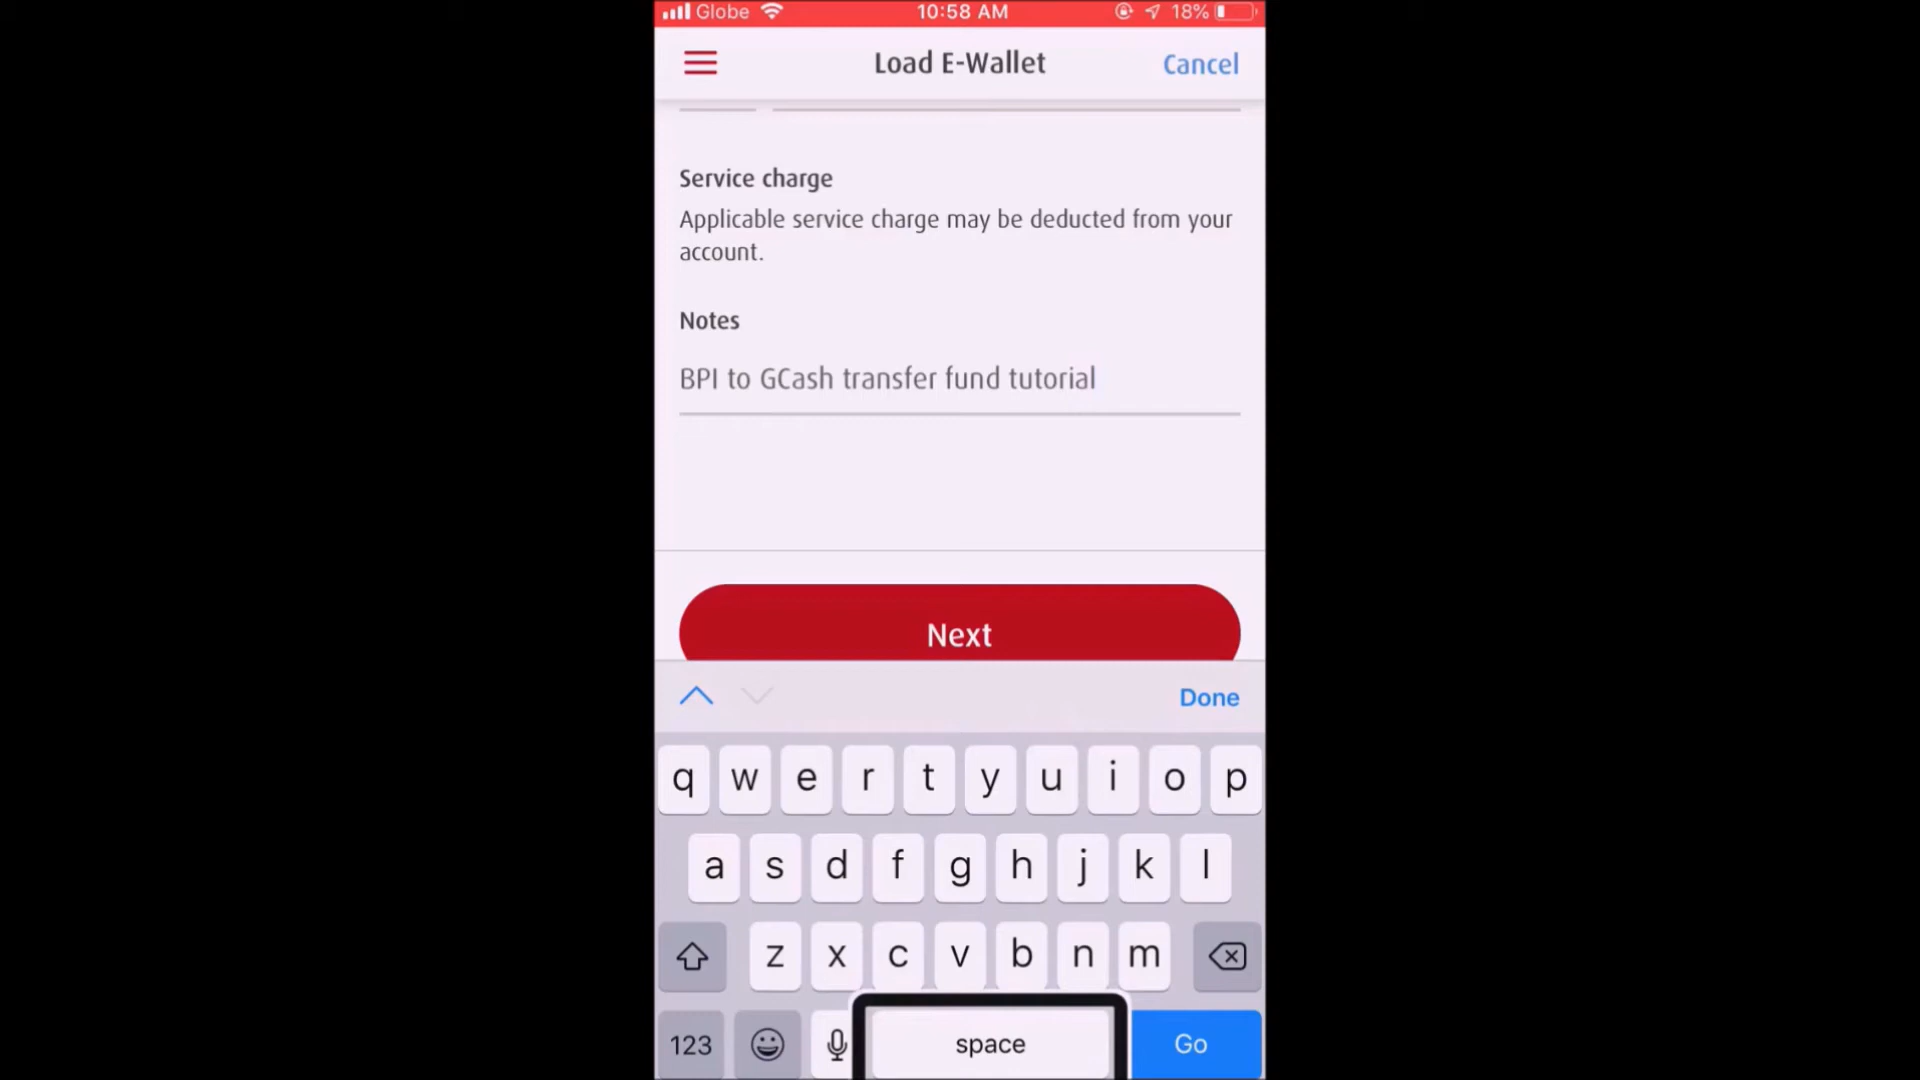 Globe 10:58 AM 18%
Load E-Wallet Cancel
Service charge
Applicable service charge may be deducted from your
account.
Notes
BPI to GCash transfer fund tutorial
Next
Done
q w e r t y u i o p
a s d f g h j k l
z x c v b n m
123 space Go